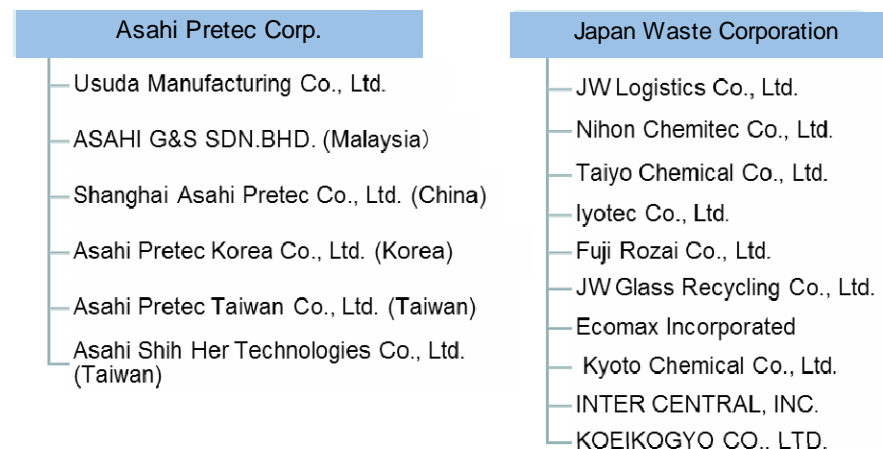 Asahi Pretec Corp.
Usuda Manufacturing Co., Ltd.
ASAHI G&S SDN.BHD. (Malaysia）
Shanghai Asahi Pretec Co., Ltd. (China)
Asahi Pretec Korea Co., Ltd. (Korea)
Asahi Pretec Taiwan Co., Ltd. (Taiwan)
Asahi Shih Her Technologies Co., Ltd.
(Taiwan)
Japan Waste Corporation
JW Logistics Co., Ltd.
Nihon Chemitec Co., Ltd.
Taiyo Chemical Co., Ltd.
Iyotec Co., Ltd.
Fuji Rozai Co., Ltd.
JW Glass Recycling Co., Ltd.
Ecomax Incorporated
Kyoto Chemical Co., Ltd.
INTER CENTRAL, INC.
KOEIKOGYO CO., LTD.